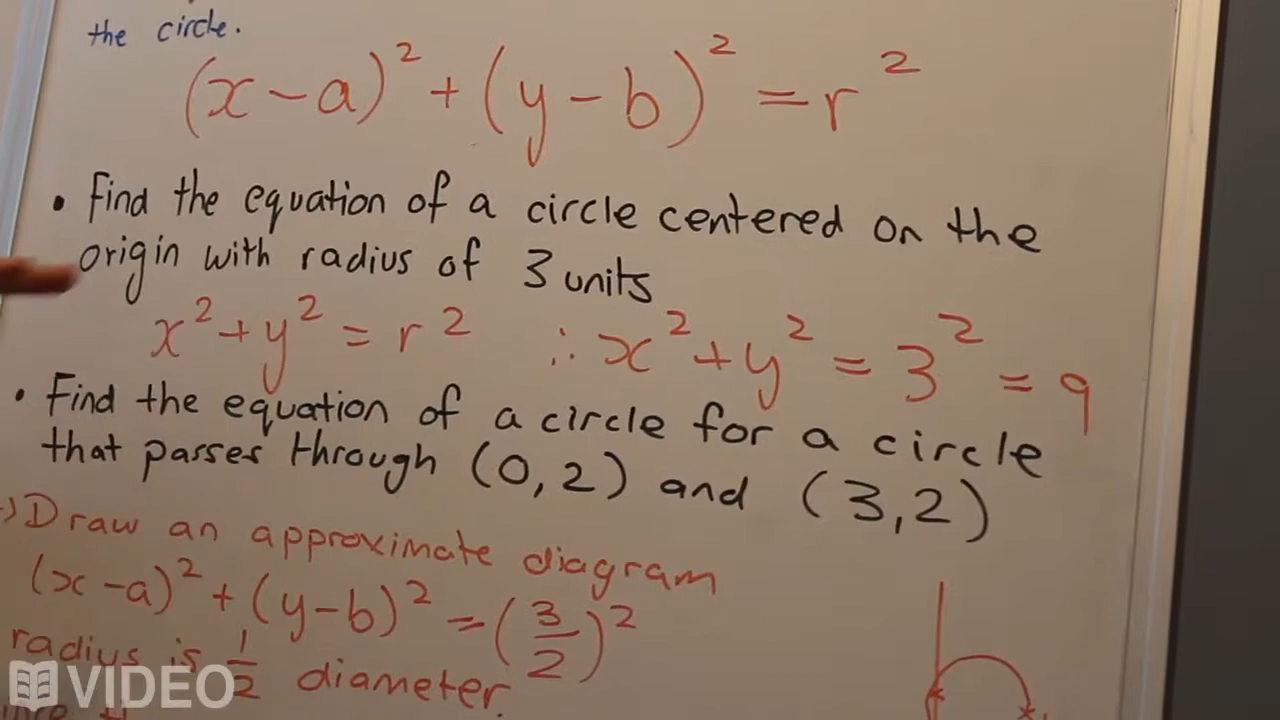 the circle.
(x-a)² + (y-b)² = r²
• Find the equation of a circle centered on the
origin with radius of 3 units
x² + y² = r² ∴ x² + y² = 3² = 9
• Find the equation of a circle for a circle
that passes through (0,2) and (3,2)
Draw an approximate diagram
(x-a)² + (y-b)² = (3/2)²
radius is 1/2 diameter.
VIDEO